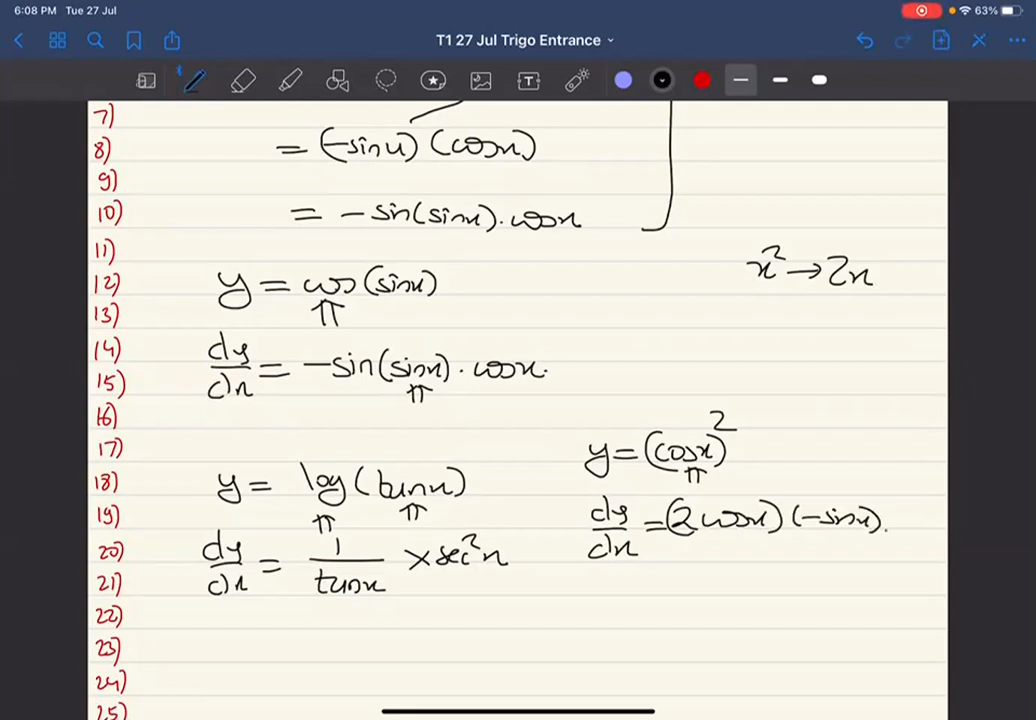 6:08 PM Tue 27 Jul
63%
T1 27 Jul Trigo Entrance
T
7)
8) = (-sinu) (cosx)
9)
10) = -sin(sinx).cosx
11)
x² → 2x
12) y = cos(sinx)
13) π π
14) dy/dx = -sin(sinx).cosx.
15) π
16)
17) y = (cosx)²
π
18) y = log(tanx)
19) π π
dy/dx = (2cosx)(-sinx).
20) dy/dx = 1/tanx × sec²x
21)
22)
23)
24)
25)